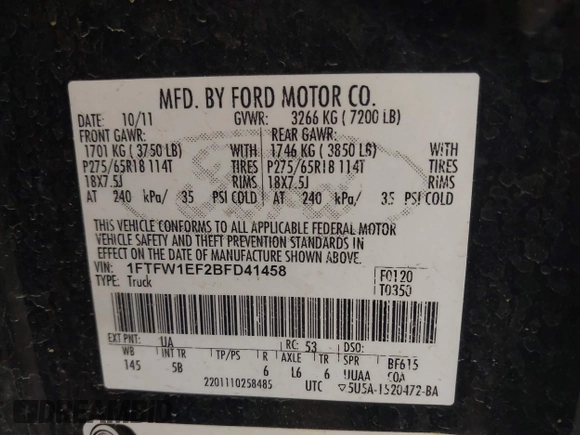 MFD. BY FORD MOTOR CO.
DATE: 10/11 GVWR: 3266 KG ( 7200 LB)
FRONT GAWR: REAR GAWR:
1701 KG ( 3750 LB) WITH 1746 KG ( 3850 LB) WITH
P275/65R18 114T TIRES P275/65R18 114T TIRES
18X7.5J RIMS 18X7.5J RIMS
AT 240 kPa/ 35 PSI COLD AT 240 kPa/ 35 PSI COLD
THIS VEHICLE CONFORMS TO ALL APPLICABLE FEDERAL MOTOR
VEHICLE SAFETY AND THEFT PREVENTION STANDARDS IN
EFFECT ON THE DATE OF MANUFACTURE SHOWN ABOVE.
VIN: 1FTFW1EF2BFD41458 F0120
TYPE: Truck T0350
EXT PNT: UA RC: 53 DSO:
WB INT TR TP/PS R AXLE TR SPR BF615
145 5B 6 L6 6 UUAA COA
2201110258485 UTC ▽5U5A-1520472-BA
DREAMBID